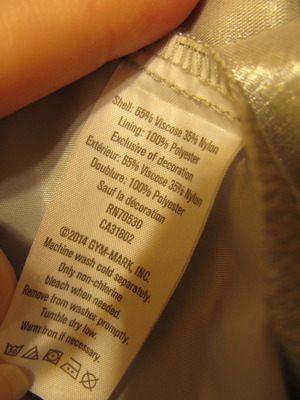 Shell: 65% Viscose 35% Nylon
Lining: 100% Polyester
Exclusive of decoration
Extérieur: 65% Viscose 35% Nylon
Doublure: 100% Polyester
Sauf la décoration
RN70530
CA31802
©2014 GYM-MARK, INC.
Machine wash cold separately.
Only non-chlorine
bleach when needed.
Remove from washer promptly.
Tumble dry low.
Warm iron if necessary.